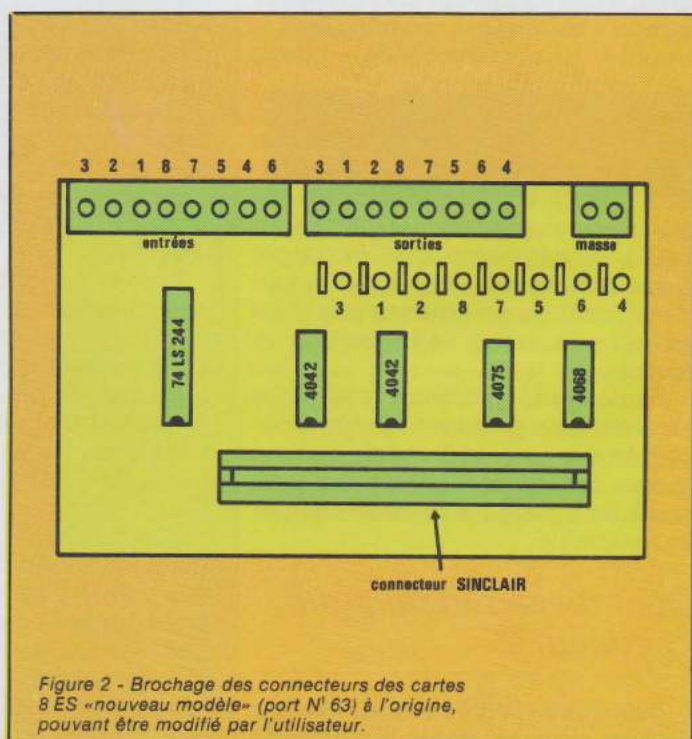 3 2 1 8 7 5 4 6 3 1 2 8 7 5 6 4
entrées sorties masse
3 1 2 8 7 5 6 4
74 LS 244 4042 4042 4075 4068
connecteur SINCLAIR
Figure 2 - Brochage des connecteurs des cartes
8 ES «nouveau modèle» (port N' 63) à l'origine,
pouvant être modifié par l'utilisateur.